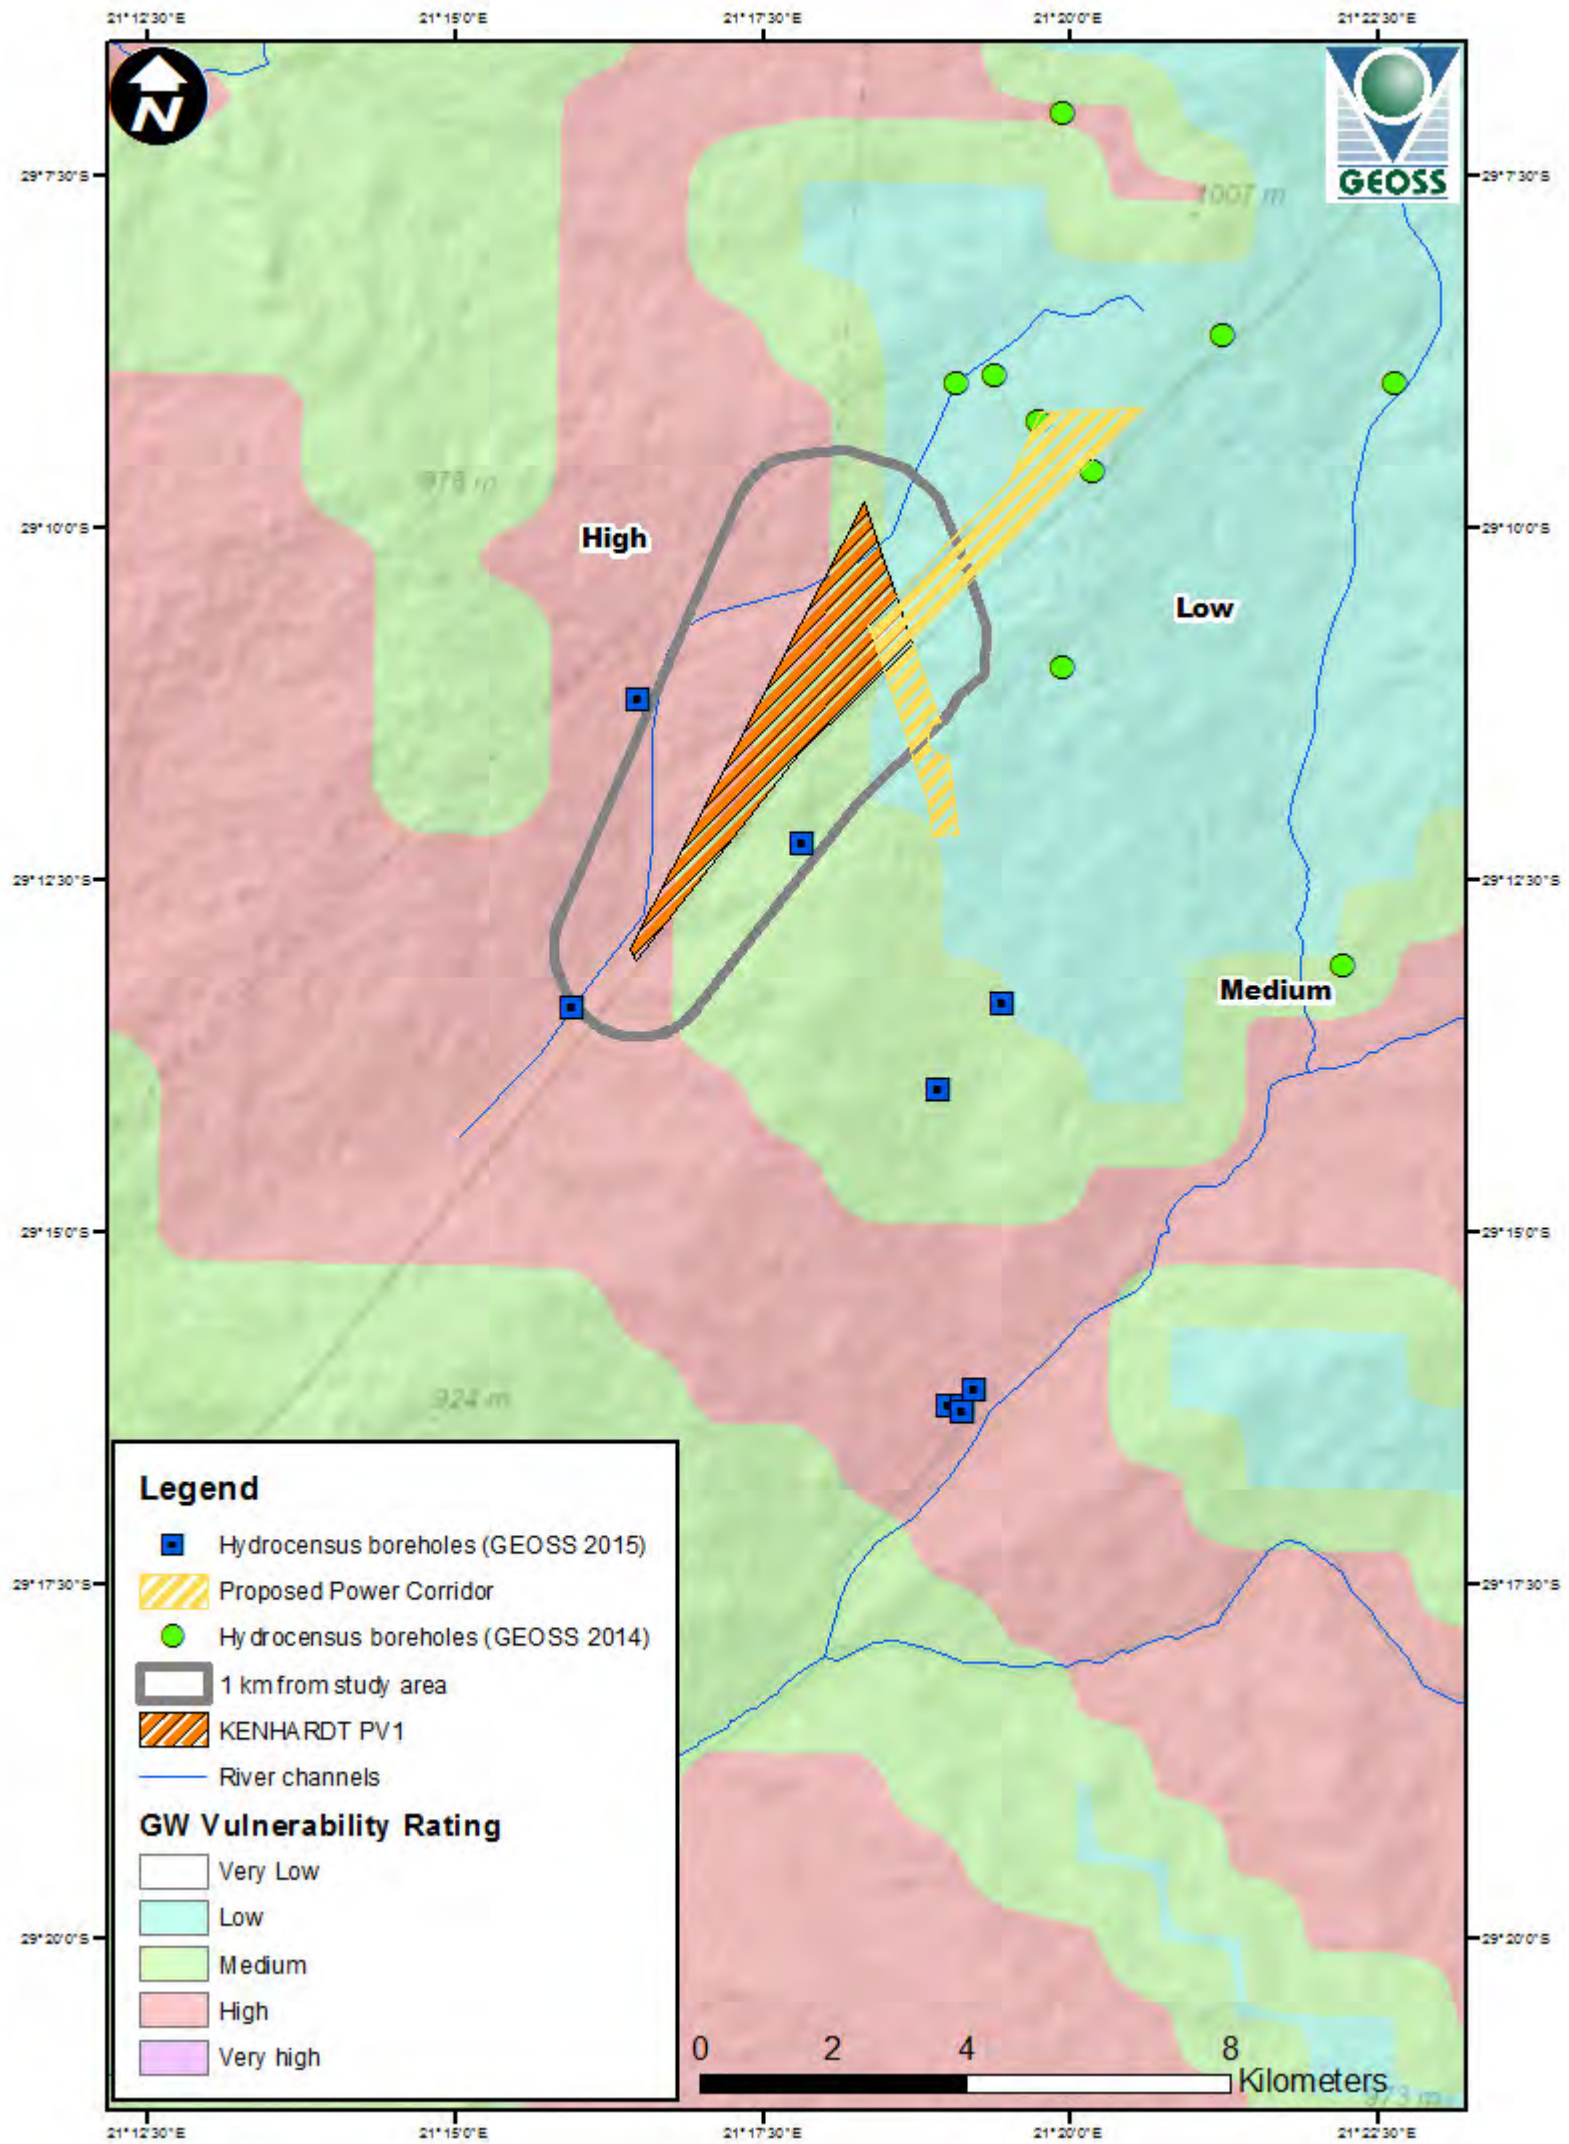 21°12'30"E 21°15'0"E 21°17'30"E 21°20'0"E 21°22'30"E
N
GEOSS
29°7'30"S 29°7'30"S
1007 m
978 m
29°10'0"S 29°10'0"S
High
Low
29°12'30"S 29°12'30"S
Medium
29°15'0"S 29°15'0"S
924 m
Legend
Hydrocensus boreholes (GEOSS 2015)
29°17'30"S 29°17'30"S
Proposed Power Corridor
Hydrocensus boreholes (GEOSS 2014)
1 km from study area
KENHARDT PV1
River channels
GW Vulnerability Rating
Very Low
Low
29°20'0"S 29°20'0"S
Medium
High
Very high
0 2 4 8
Kilometers
973 m
21°12'30"E 21°15'0"E 21°17'30"E 21°20'0"E 21°22'30"E